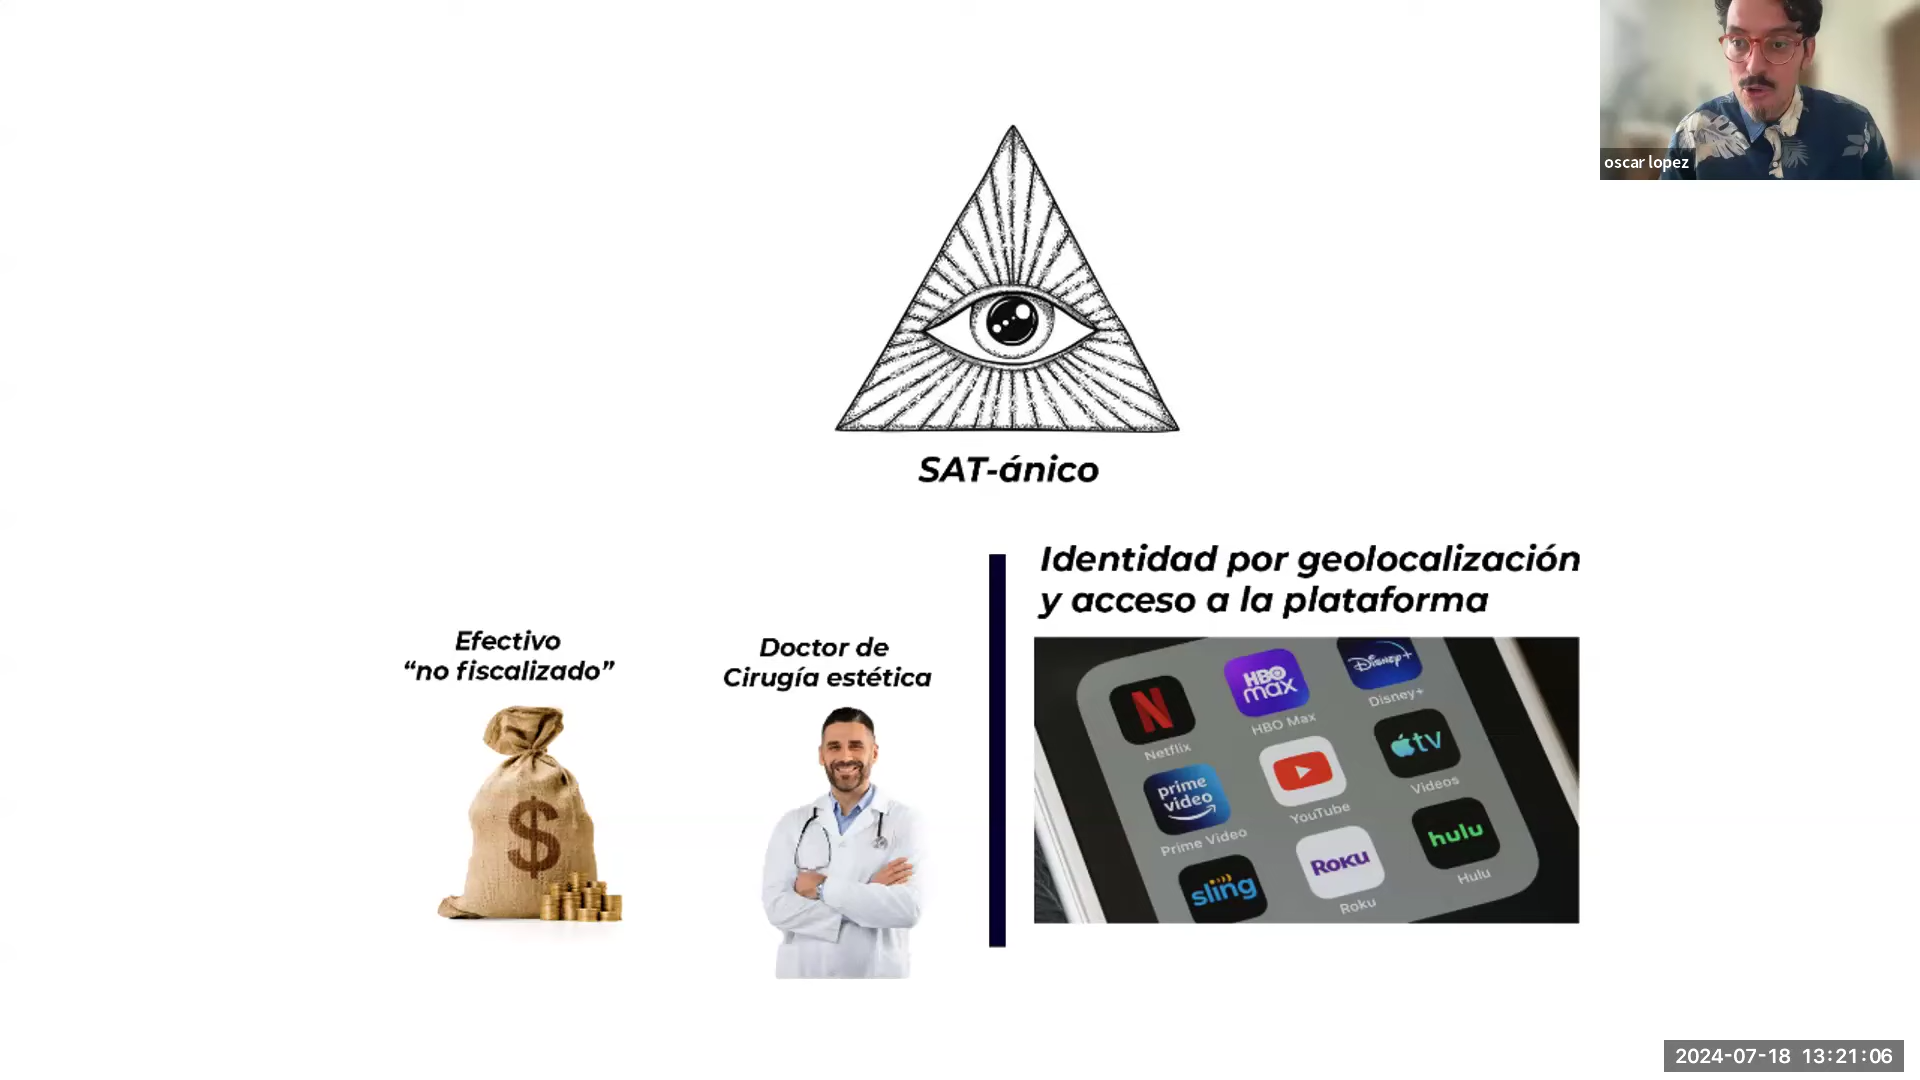 oscar lopez
SAT-ánico
Identidad por geolocalización
y acceso a la plataforma
Efectivo
“no fiscalizado”
Doctor de
Cirugía estética
$
N
Netflix
HBO
max
HBO Max
Disney+
Disney+
prime
video
Prime Video
YouTube
tv
Videos
sling
Roku
Roku
hulu
Hulu
2024-07-18 13:21:06